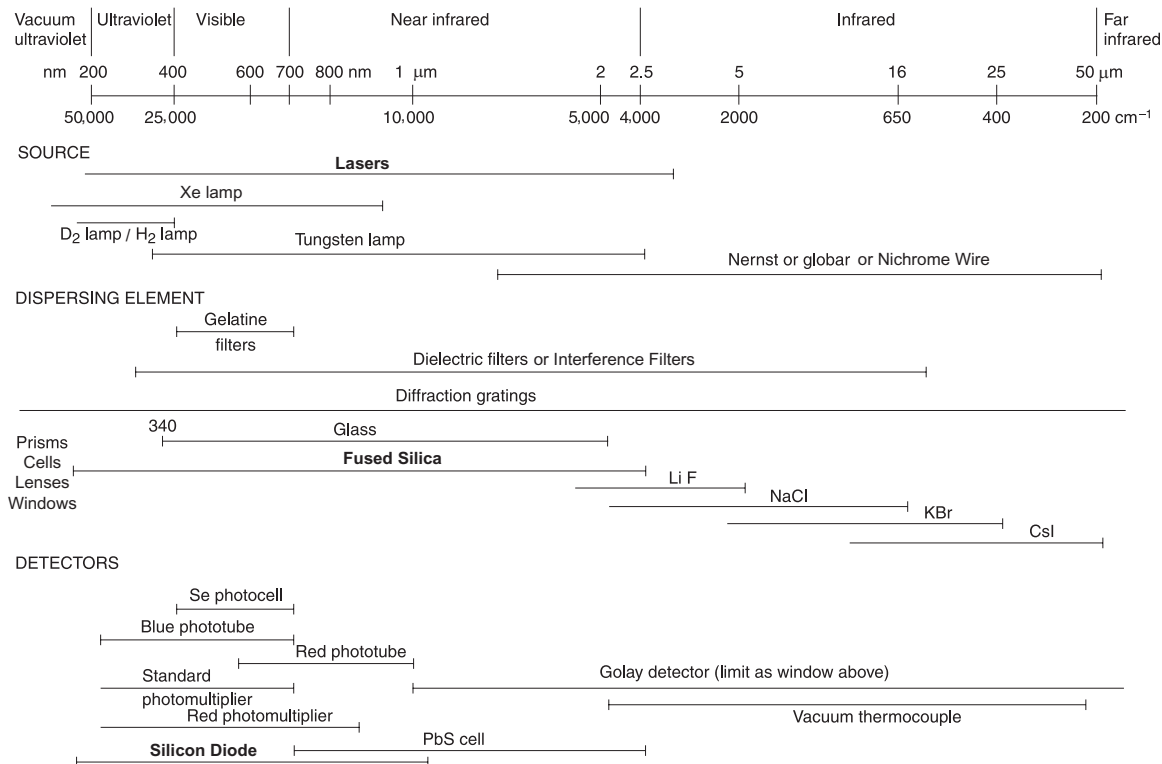 Vacuum ultraviolet Ultraviolet Visible Near infrared Infrared Far infrared
nm 200 400 600 700 800 nm 1 µm 2 2.5 5 16 25 50 µm
50,000 25,000 10,000 5,000 4,000 2000 650 400 200 cm⁻¹
SOURCE
Lasers
Xe lamp
D₂ lamp / H₂ lamp
Tungsten lamp
Nernst or globar or Nichrome Wire
DISPERSING ELEMENT
Gelatine
filters
Dielectric filters or Interference Filters
Diffraction gratings
340
Glass
Prisms
Cells
Lenses
Windows
Fused Silica
Li F
NaCl
KBr
CsI
DETECTORS
Se photocell
Blue phototube
Red phototube
Standard
photomultiplier
Golay detector (limit as window above)
Red photomultiplier
Vacuum thermocouple
PbS cell
Silicon Diode